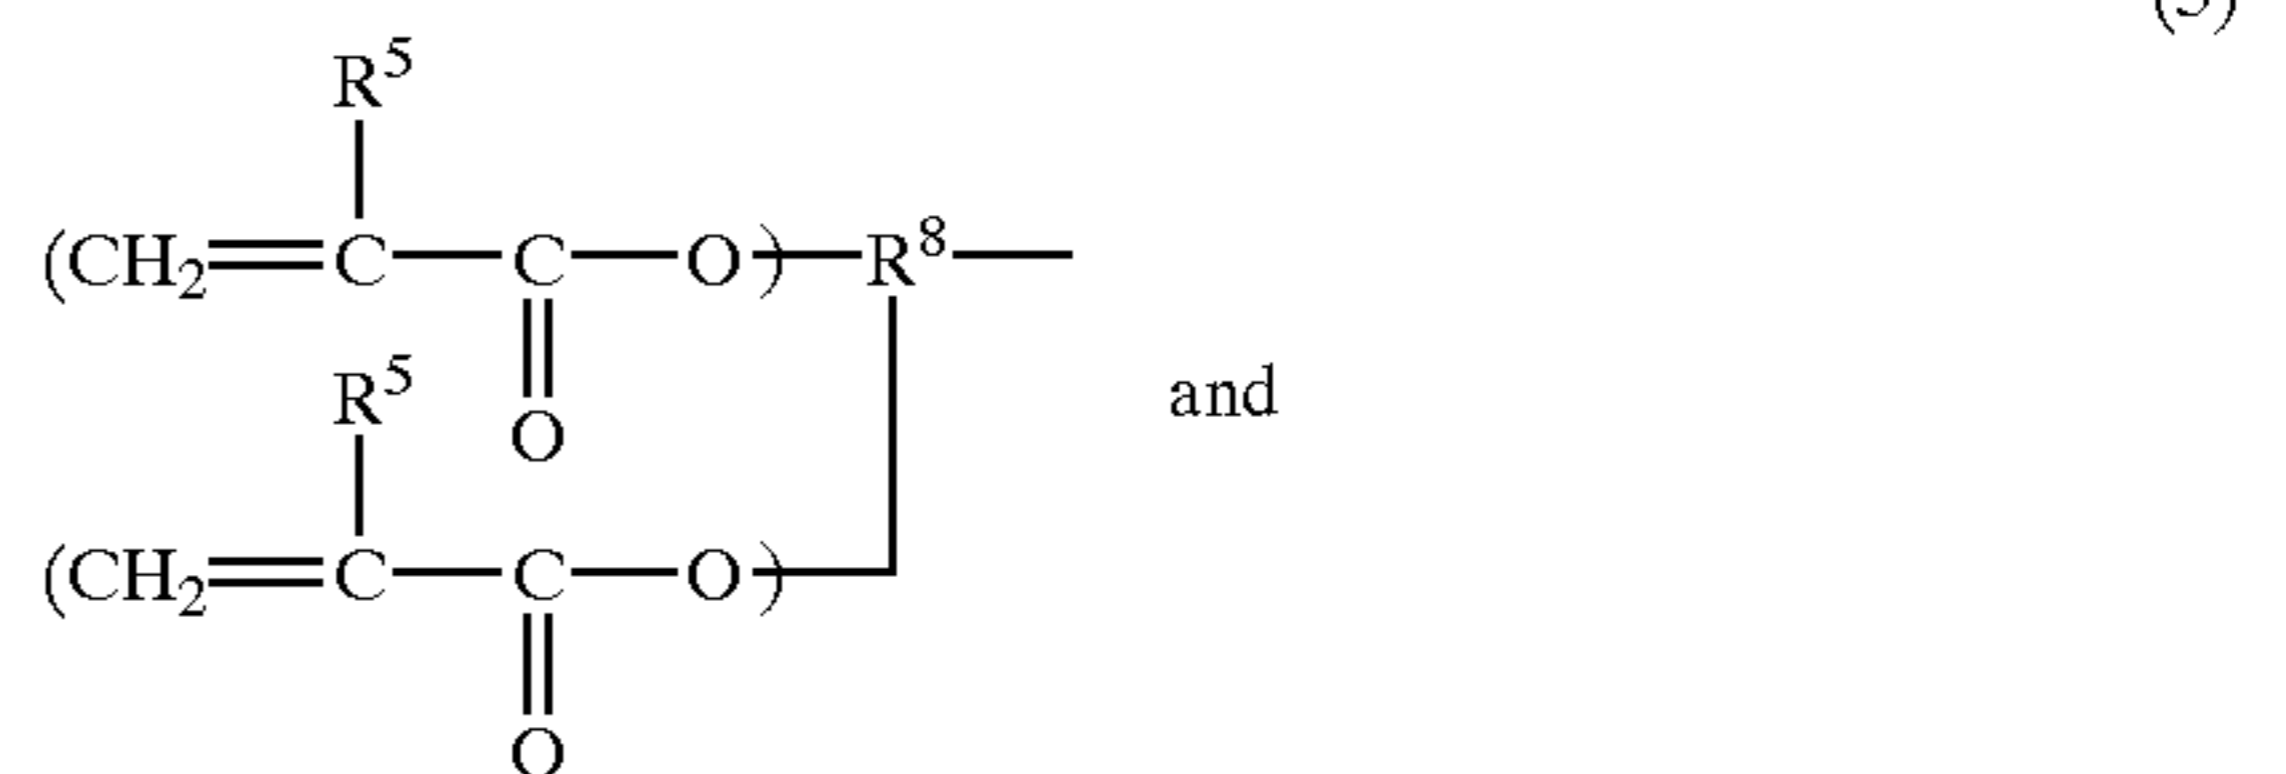 R⁵
(CH₂=C—C—O)—R⁸—
O
R⁵
and
(CH₂=C—C—O)
O